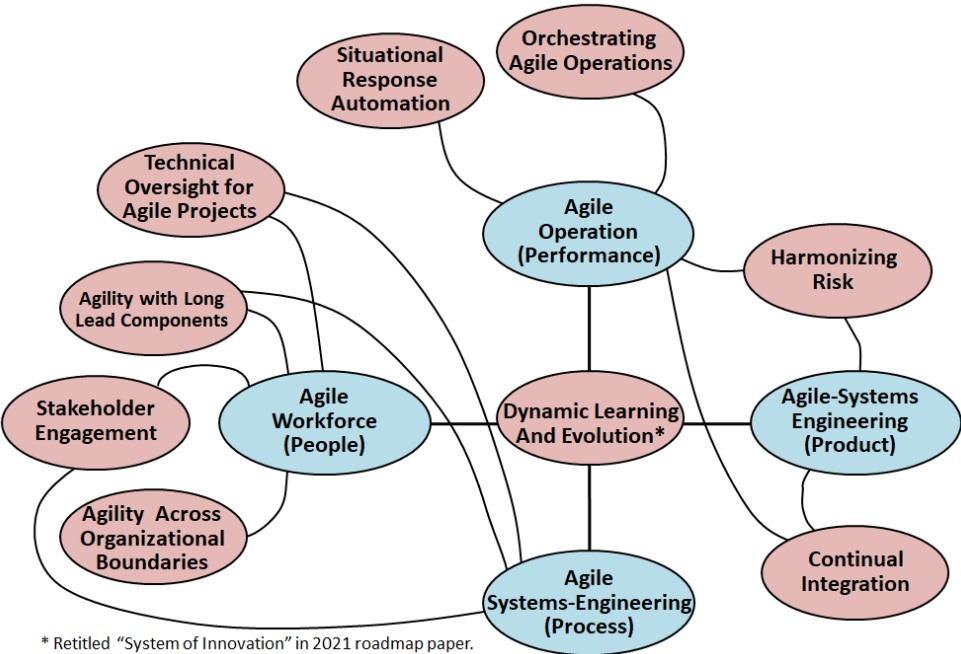 Orchestrating
Agile Operations
Situational
Response
Automation
Technical
Oversight for
Agile Projects
Agile
Operation
(Performance)
Harmonizing
Risk
Agility with Long
Lead Components
Stakeholder
Engagement
Agile
Workforce
(People)
Dynamic Learning
And Evolution*
Agile-Systems
Engineering
(Product)
Agility Across
Organizational
Boundaries
Agile
Systems-Engineering
(Process)
Continual
Integration
* Retitled “System of Innovation” in 2021 roadmap paper.